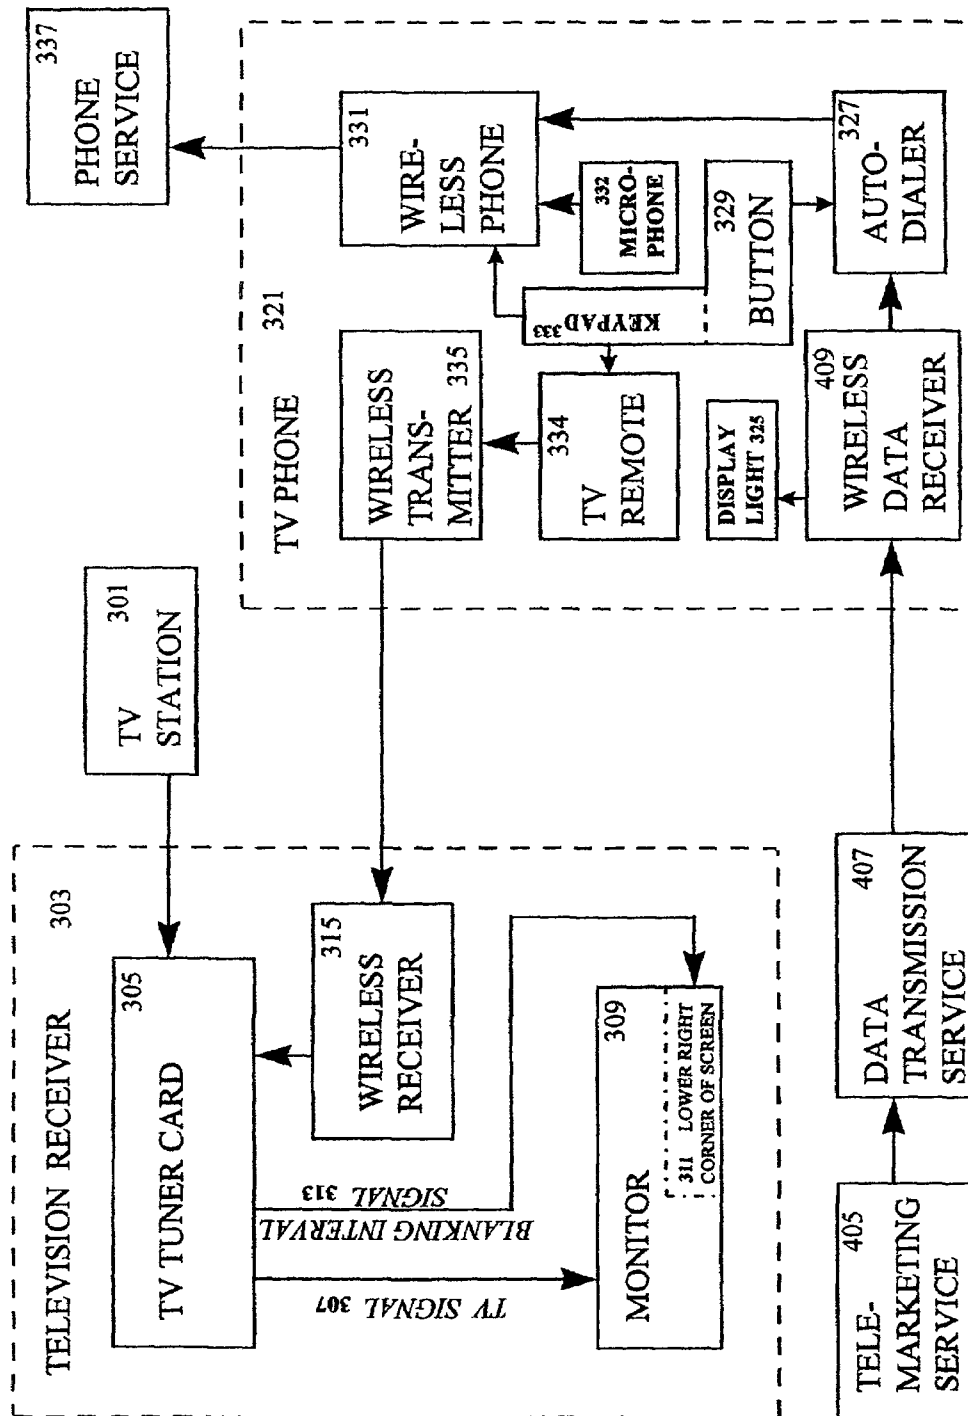 TELEVISION RECEIVER 303
305
TV TUNER CARD
315
WIRELESS
RECEIVER
TV SIGNAL 307
BLANKING INTERVAL
SIGNAL 313
309
MONITOR
311 LOWER RIGHT
CORNER OF SCREEN
301
TV
STATION
405
TELE-
MARKETING
SERVICE
407
DATA
TRANSMISSION
SERVICE
TV PHONE 321
WIRELESS
TRANS-
MITTER 335
334
TV
REMOTE
DISPLAY
LIGHT 325
409
WIRELESS
DATA
RECEIVER
KEYPAD 333
329
BUTTON
331
WIRE-
LESS
PHONE
332
MICRO-
PHONE
327
AUTO-
DIALER
337
PHONE
SERVICE